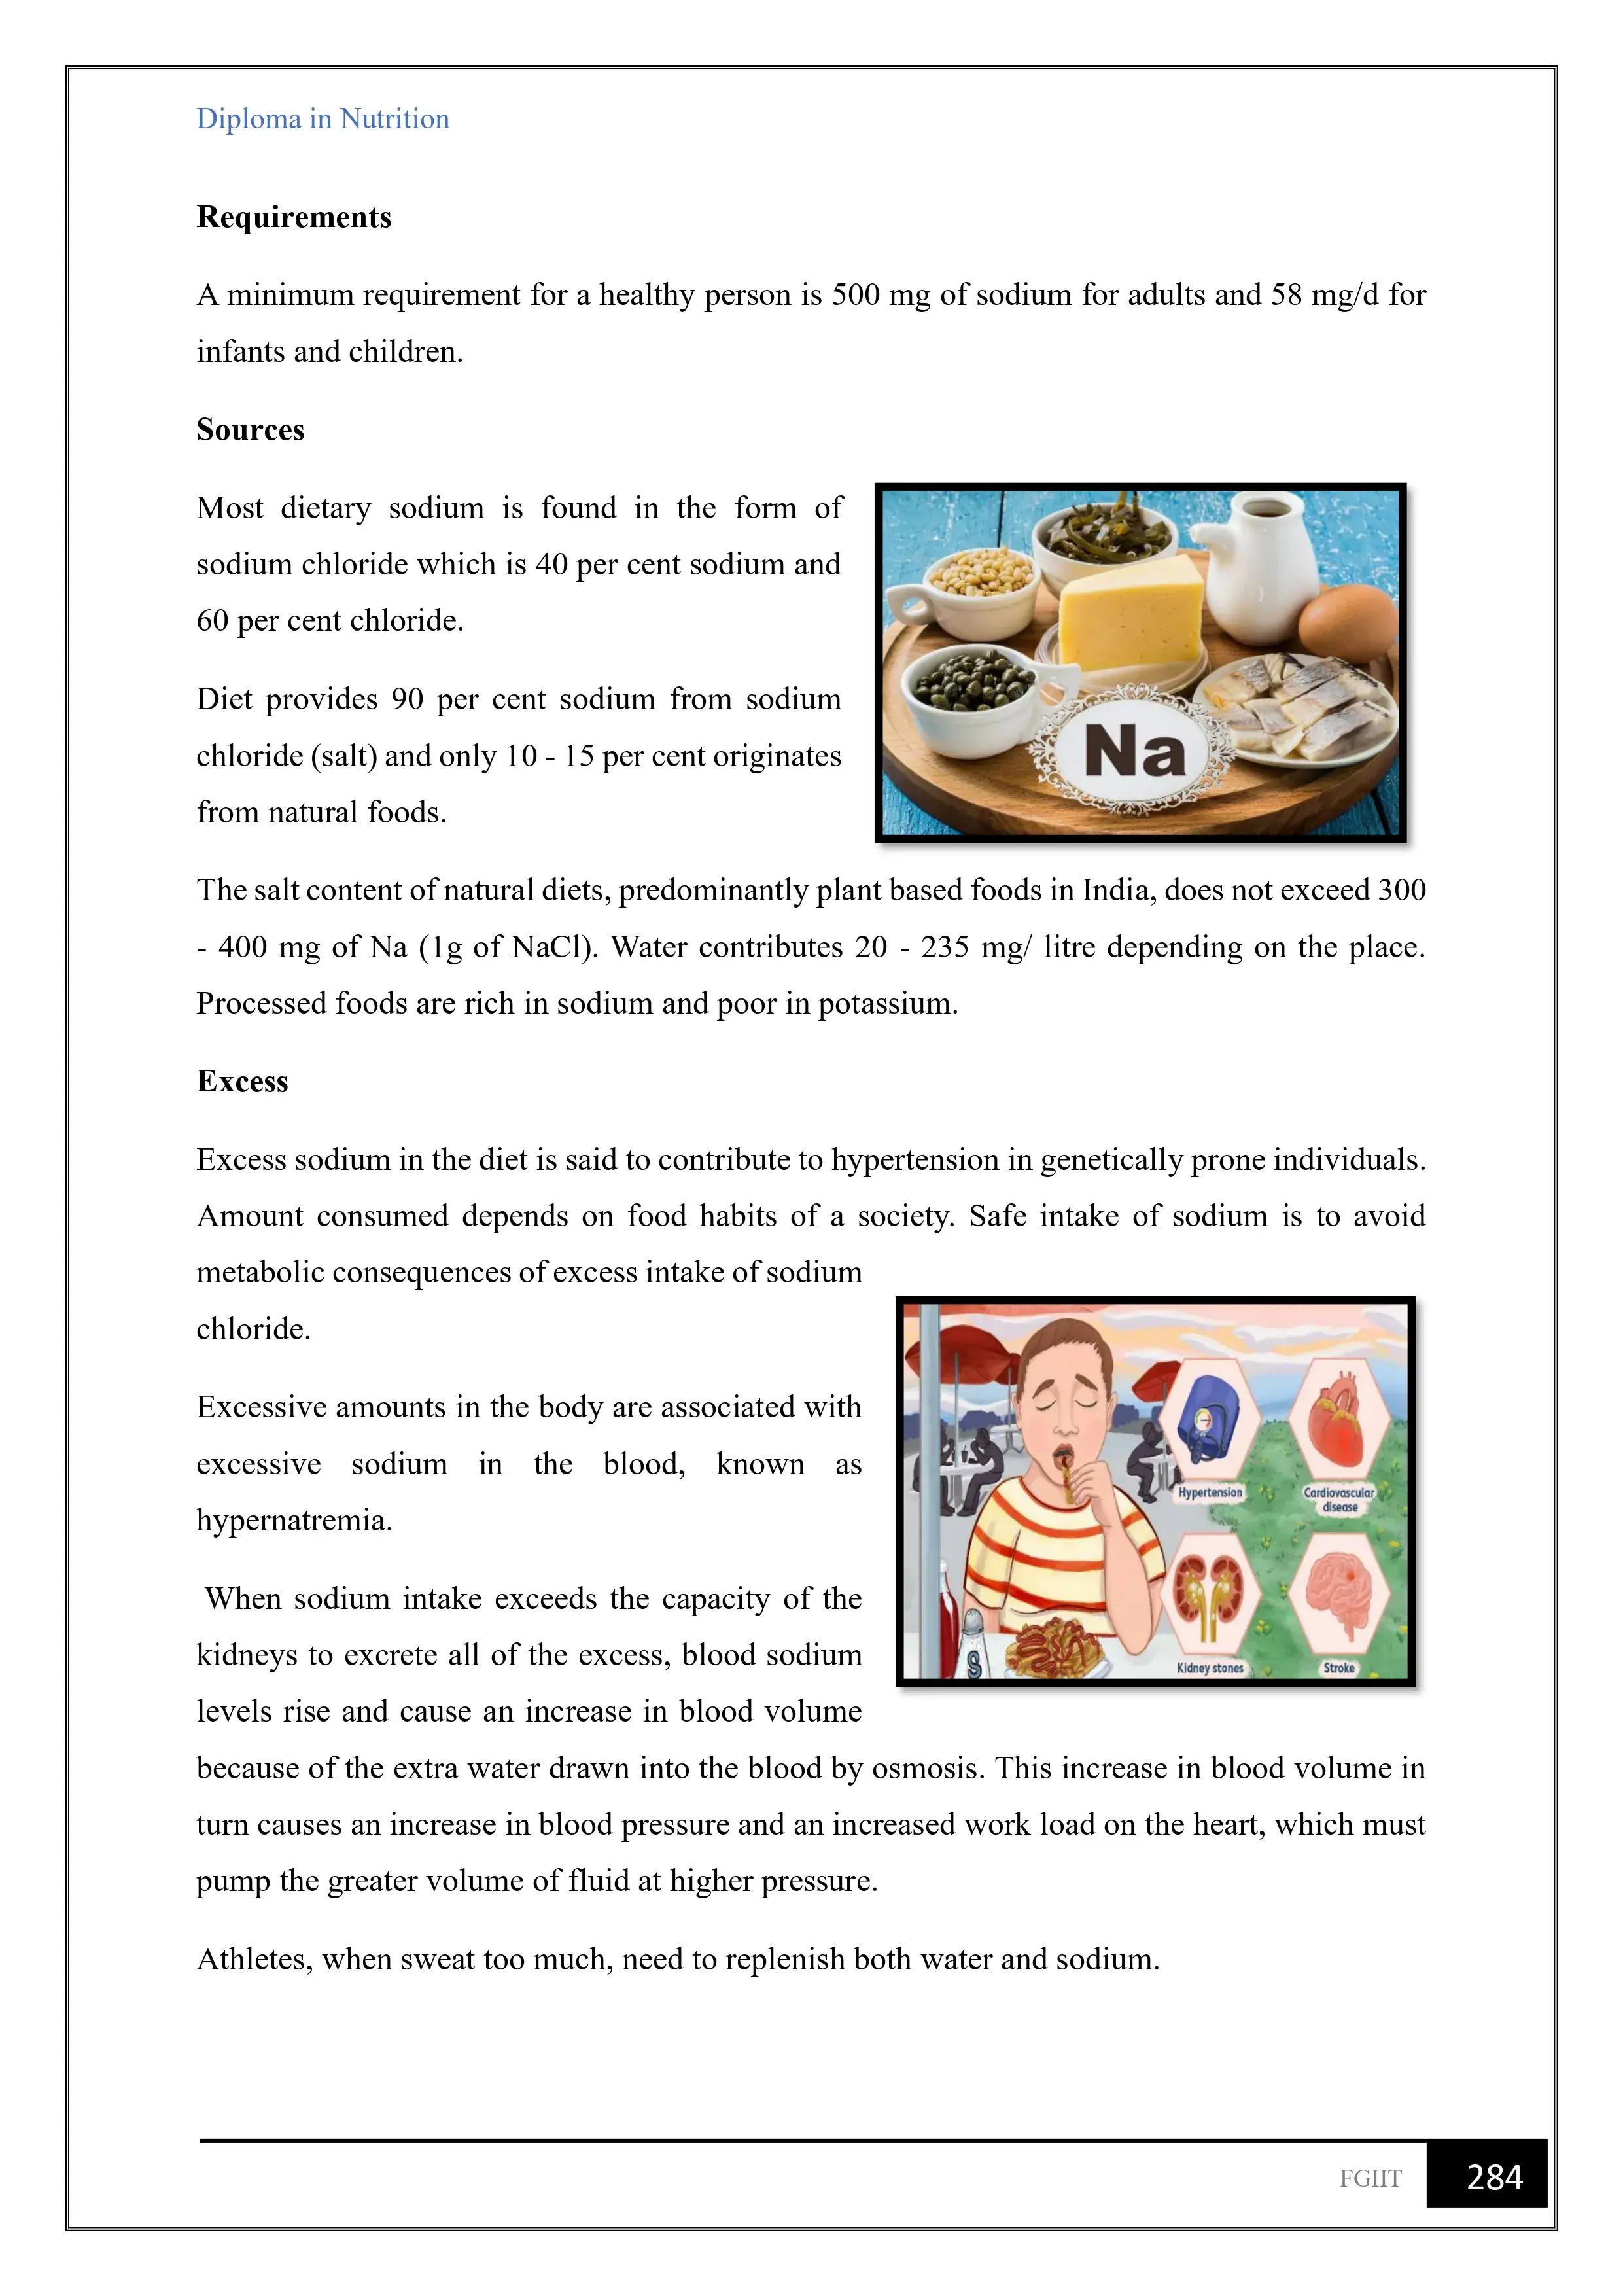 Diploma in Nutrition
Requirements
A minimum requirement for a healthy person is 500 mg of sodium for adults and 58 mg/d for
infants and children.
Sources
Most dietary sodium is found in the form of
sodium chloride which is 40 per cent sodium and
60 per cent chloride.
Diet provides 90 per cent sodium from sodium
chloride (salt) and only 10 - 15 per cent originates
from natural foods.
Na
The salt content of natural diets, predominantly plant based foods in India, does not exceed 300
- 400 mg of Na (1g of NaCl). Water contributes 20 - 235 mg/ litre depending on the place.
Processed foods are rich in sodium and poor in potassium.
Excess
Excess sodium in the diet is said to contribute to hypertension in genetically prone individuals.
Amount consumed depends on food habits of a society. Safe intake of sodium is to avoid
metabolic consequences of excess intake of sodium
chloride.
Excessive amounts in the body are associated with
excessive sodium in the blood, known as
hypernatremia.
When sodium intake exceeds the capacity of the
kidneys to excrete all of the excess, blood sodium
levels rise and cause an increase in blood volume
Hypertension
Cardiovascular
disease
S
Kidney stones
Stroke
because of the extra water drawn into the blood by osmosis. This increase in blood volume in
turn causes an increase in blood pressure and an increased work load on the heart, which must
pump the greater volume of fluid at higher pressure.
Athletes, when sweat too much, need to replenish both water and sodium.
FGIIT
284